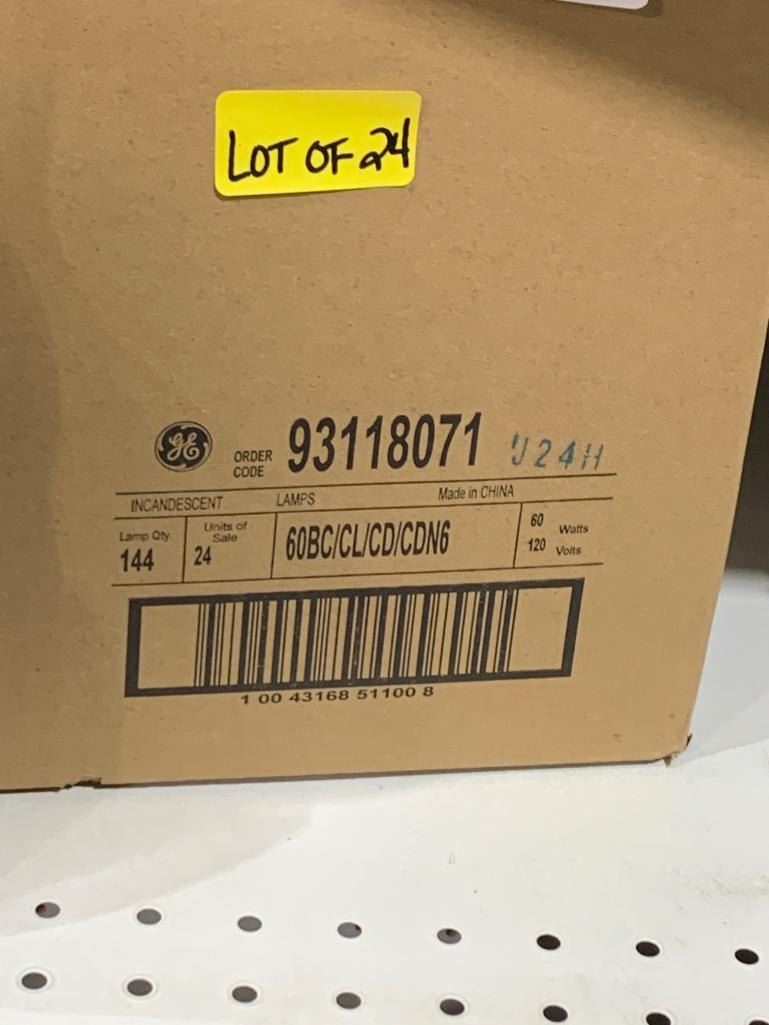 LOT OF 24
GE ORDER CODE 93118071 U24H
INCANDESCENT LAMPS Made in CHINA
Lamp Qty. 144
Units of Sale 24
60BC/CL/CD/CDN6
60 Watts
120 Volts
1 00 43168 51100 8